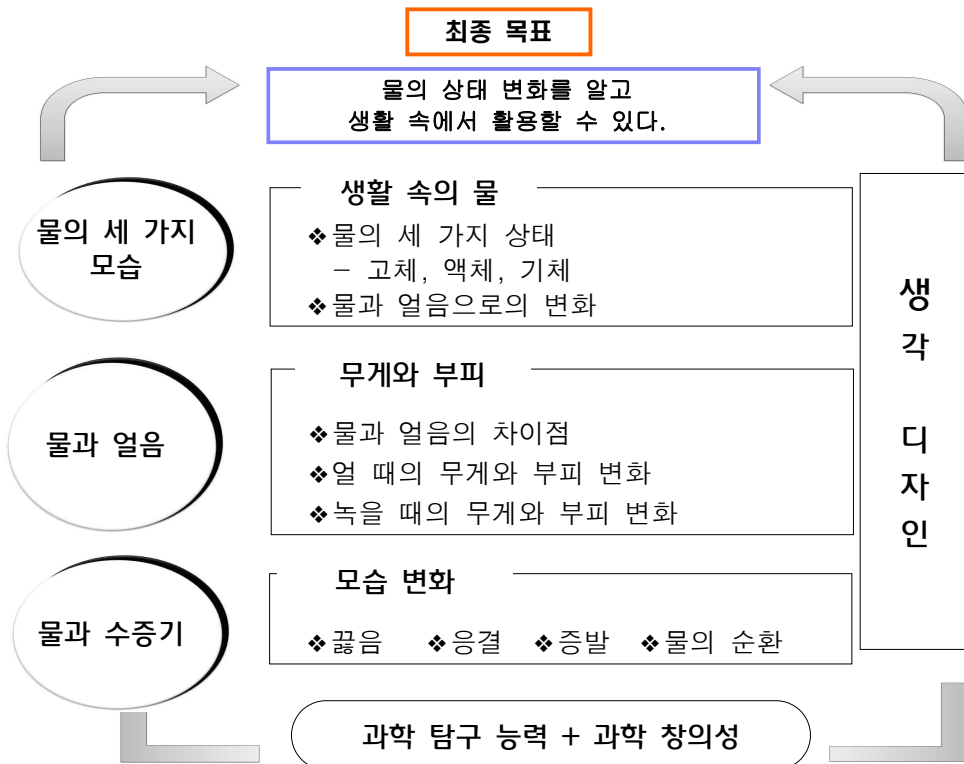 최종 목표
물의 상태 변화를 알고
생활 속에서 활용할 수 있다.
물의 세 가지
모습
생활 속의 물
❖물의 세 가지 상태
- 고체, 액체, 기체
❖물과 얼음으로의 변화
물과 얼음
무게와 부피
❖물과 얼음의 차이점
❖얼 때의 무게와 부피 변화
❖녹을 때의 무게와 부피 변화
물과 수증기
모습 변화
❖끓음 ❖응결 ❖증발 ❖물의 순환
생
각
디
자
인
과학 탐구 능력 + 과학 창의성